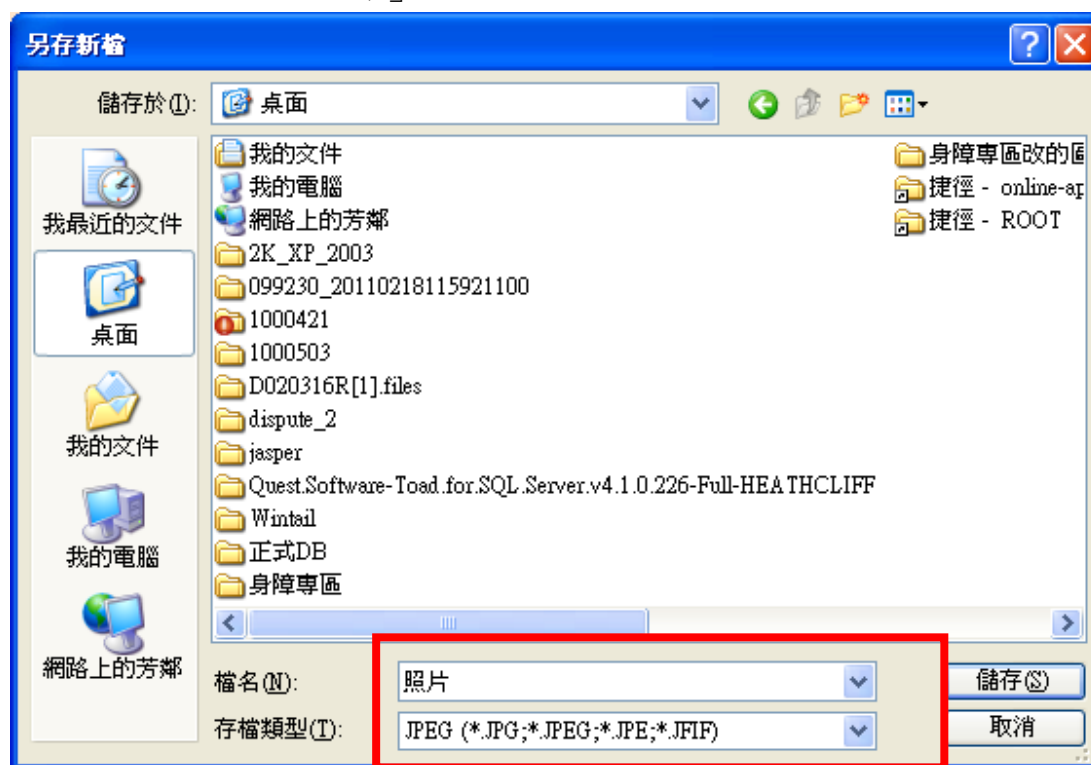 另存新檔
儲存於(I):
桌面
我最近的文件
桌面
我的文件
我的電腦
網路上的芳鄰
我的文件
我的電腦
網路上的芳鄰
2K_XP_2003
099230_20110218115921100
1000421
1000503
D020316R[1].files
dispute_2
jasper
Quest.Software-Toad.for.SQL.Server.v4.1.0.226-Full-HEATHCLIFF
Wintail
正式DB
身障專區
身障專區改的
捷徑 - online-ap
捷徑 - ROOT
檔名(N):
照片
儲存(S)
存檔類型(T):
JPEG (*.JPG;*.JPEG;*.JPE;*.JFIF)
取消